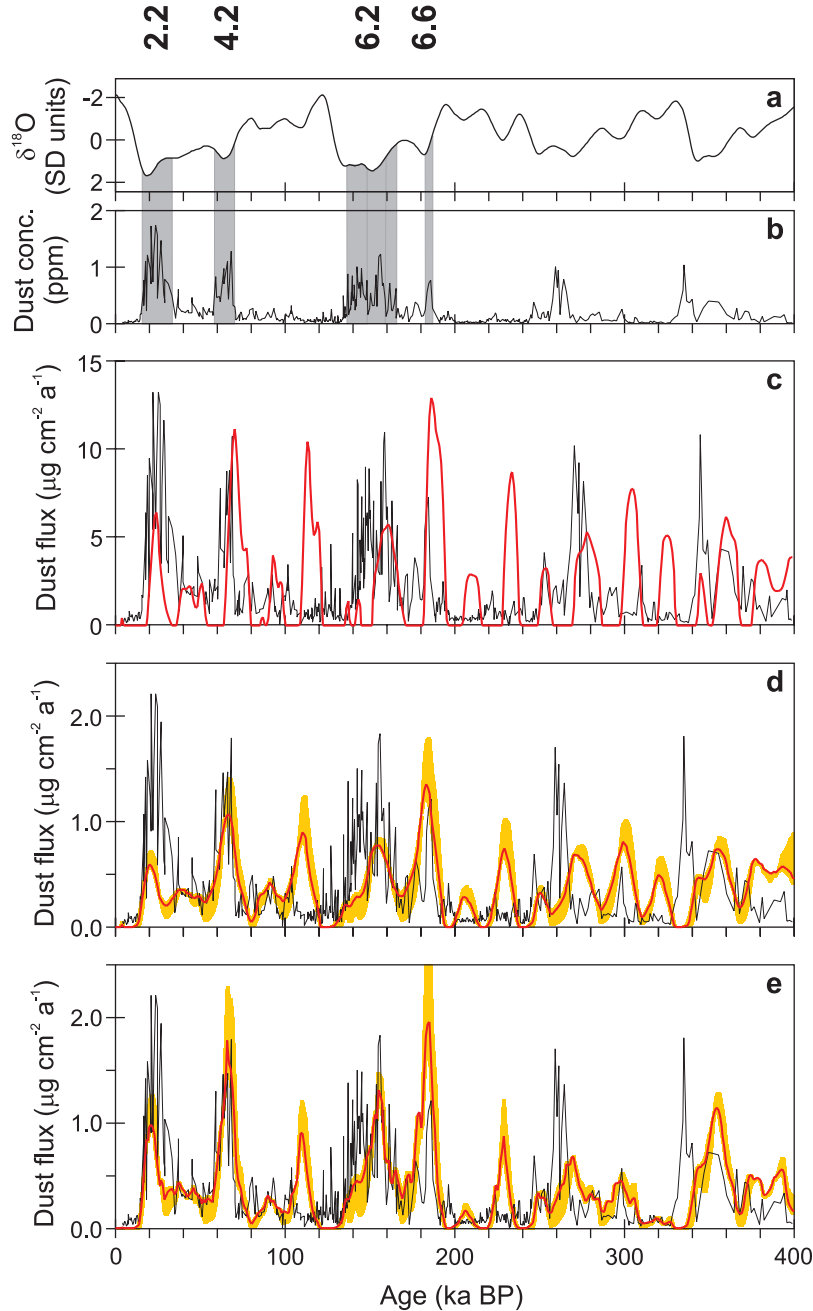 2.2 4.2 6.2 6.6
a
δ18O
(SD units)
-2
0
2
b
Dust conc.
(ppm)
2
1
0
c
Dust flux (μg cm-2 a-1)
15
10
5
0
d
Dust flux (μg cm-2 a-1)
2.0
1.0
0.0
e
Dust flux (μg cm-2 a-1)
2.0
1.0
0.0
0 100 200 300 400
Age (ka BP)